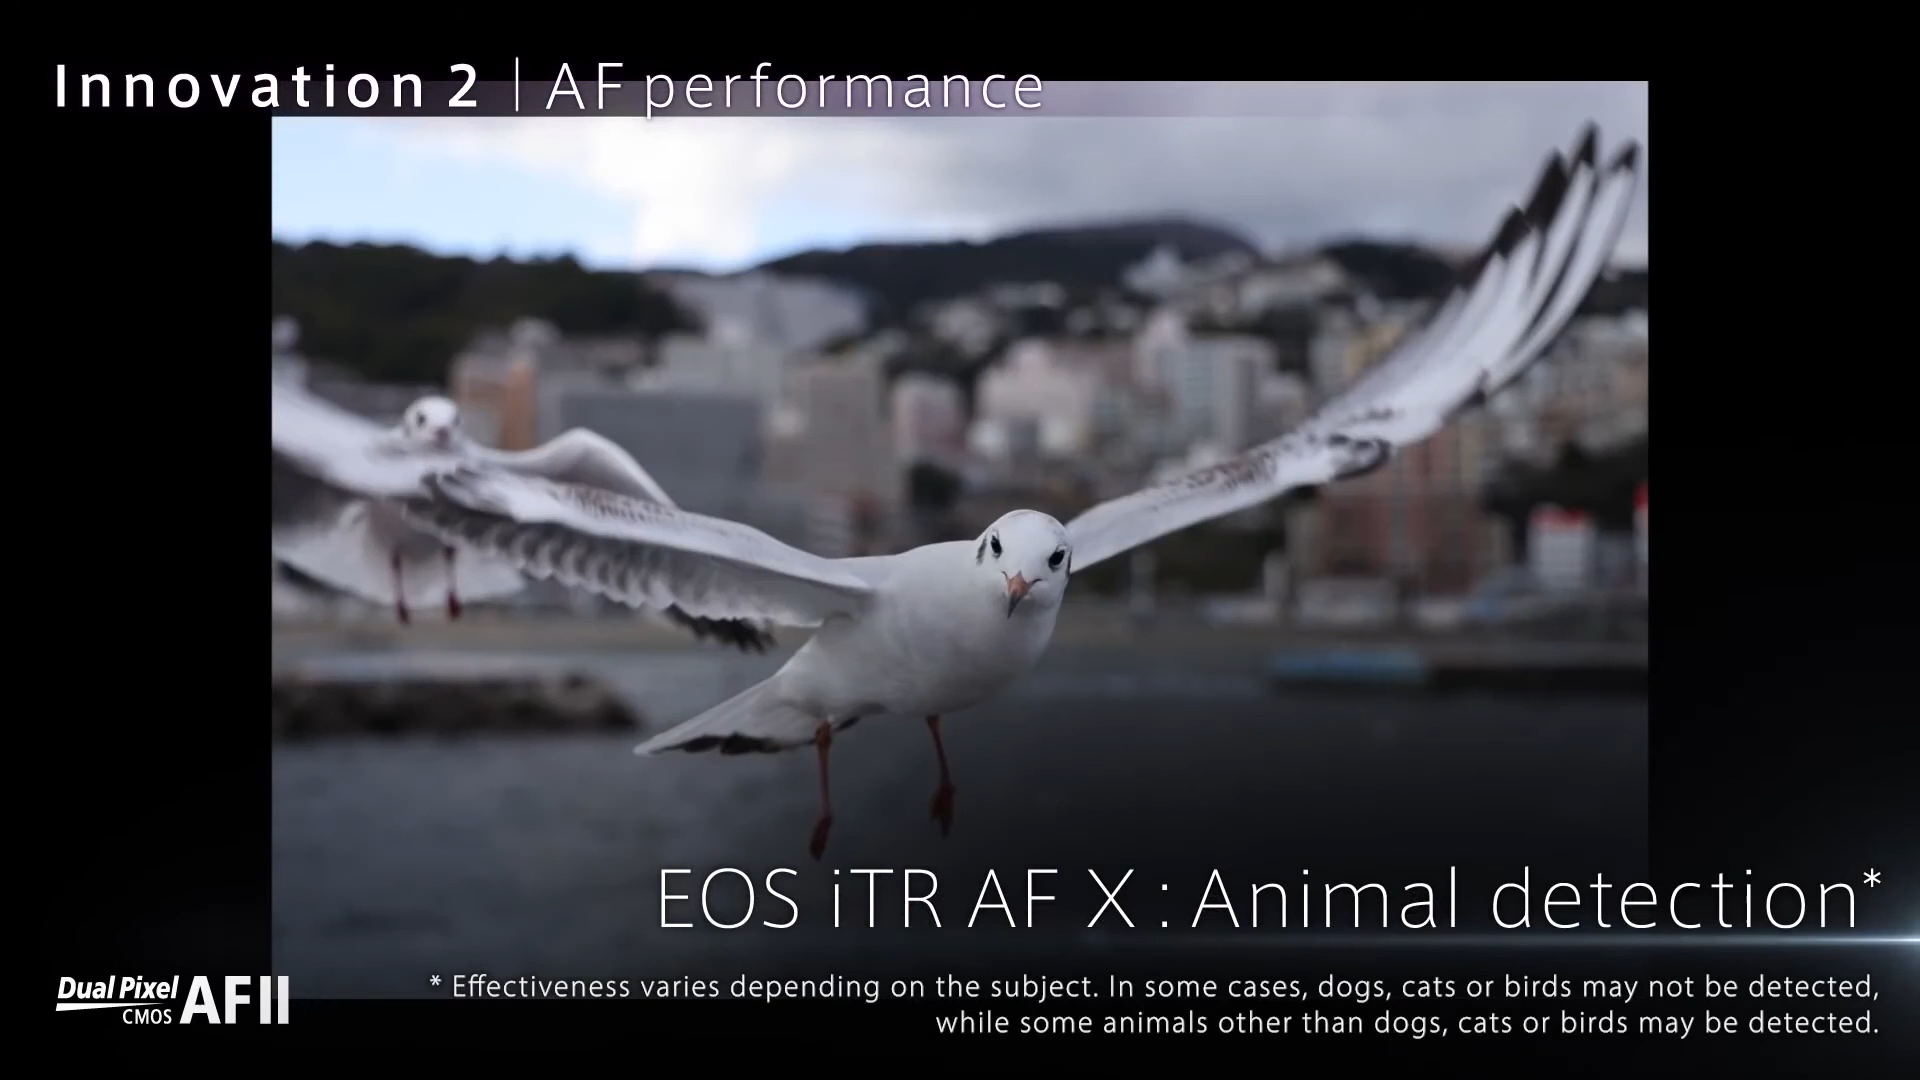 Innovation 2 | AF performance
EOS iTR AF X : Animal detection*
Dual Pixel
CMOS AF II
* Effectiveness varies depending on the subject. In some cases, dogs, cats or birds may not be detected,
while some animals other than dogs, cats or birds may be detected.